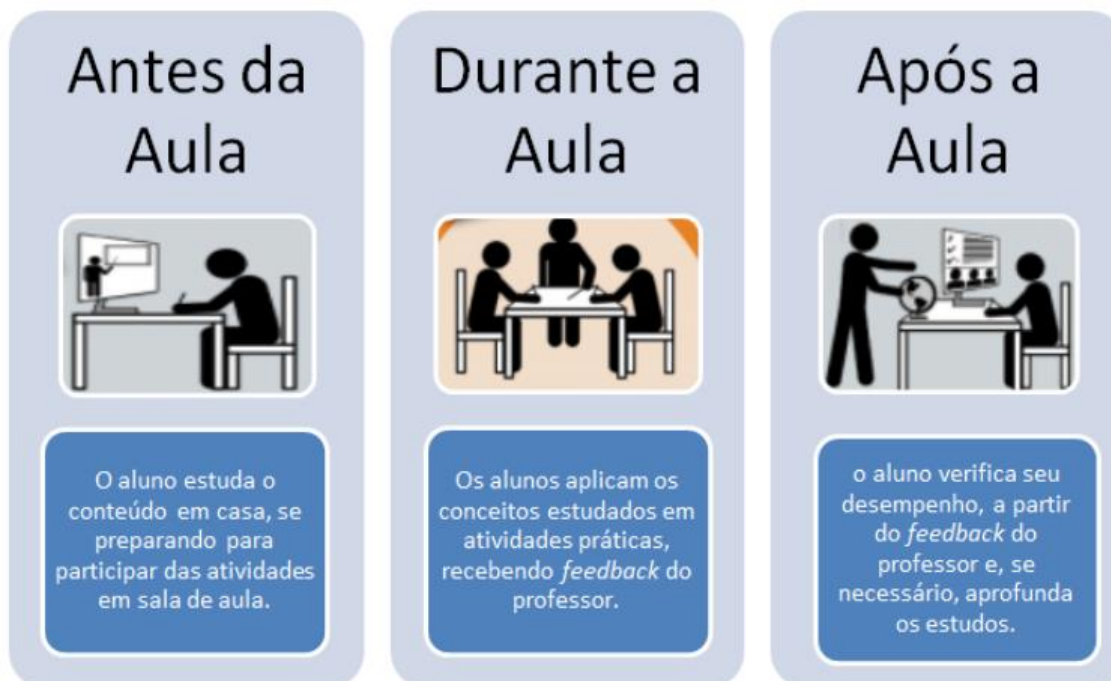 Antes da
Aula
O aluno estuda o
conteúdo em casa, se
preparando para
participar das atividades
em sala de aula.
Durante a
Aula
Os alunos aplicam os
conceitos estudados em
atividades práticas,
recebendo feedback do
professor.
Após a
Aula
o aluno verifica seu
desempenho, a partir
do feedback do
professor e, se
necessário, aprofunda
os estudos.